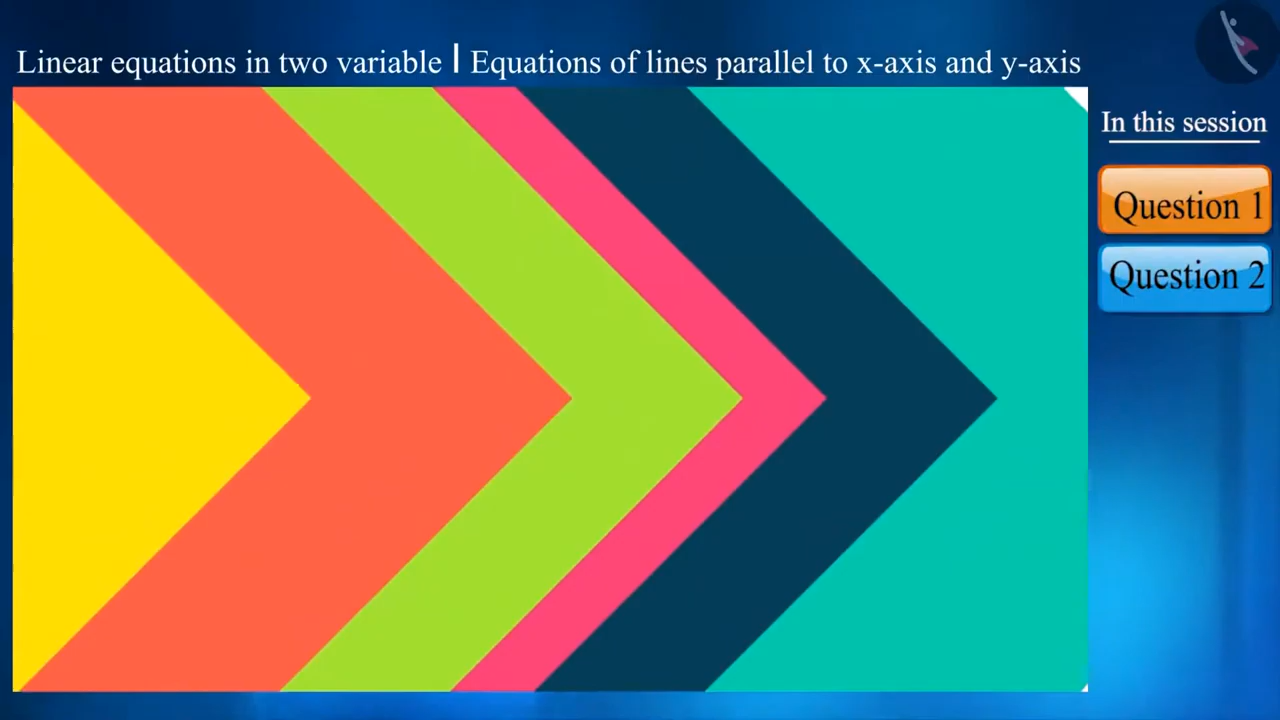 Linear equations in two variable | Equations of lines parallel to x-axis and y-axis
In this session
Question 1
Question 2